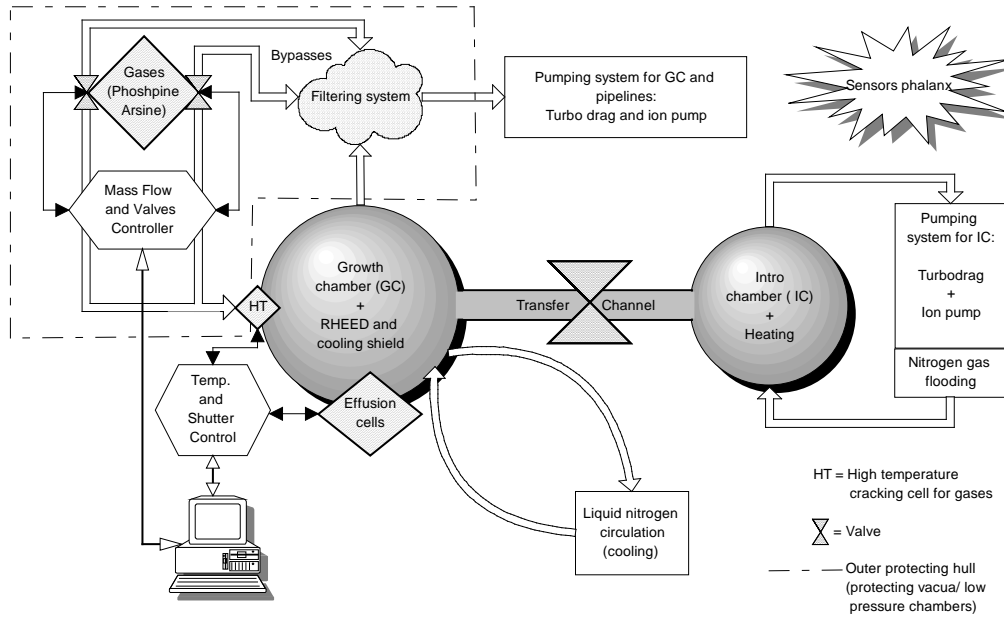 Bypasses
Gases
(Phoshpine
Arsine)
Filtering system
Pumping system for GC and
pipelines:
Turbo drag and ion pump
Sensors phalanx
Mass Flow
and Valves
Controller
Growth
chamber (GC)
+
RHEED and
cooling shield
HT
Transfer
Channel
Intro
chamber ( IC)
+
Heating
Pumping
system for IC:
Turbodrag
+
Ion pump
Nitrogen gas
flooding
Temp.
and
Shutter
Control
Effusion
cells
Liquid nitrogen
circulation
(cooling)
HT = High temperature
cracking cell for gases
= Valve
Outer protecting hull
(protecting vacua/ low
pressure chambers)